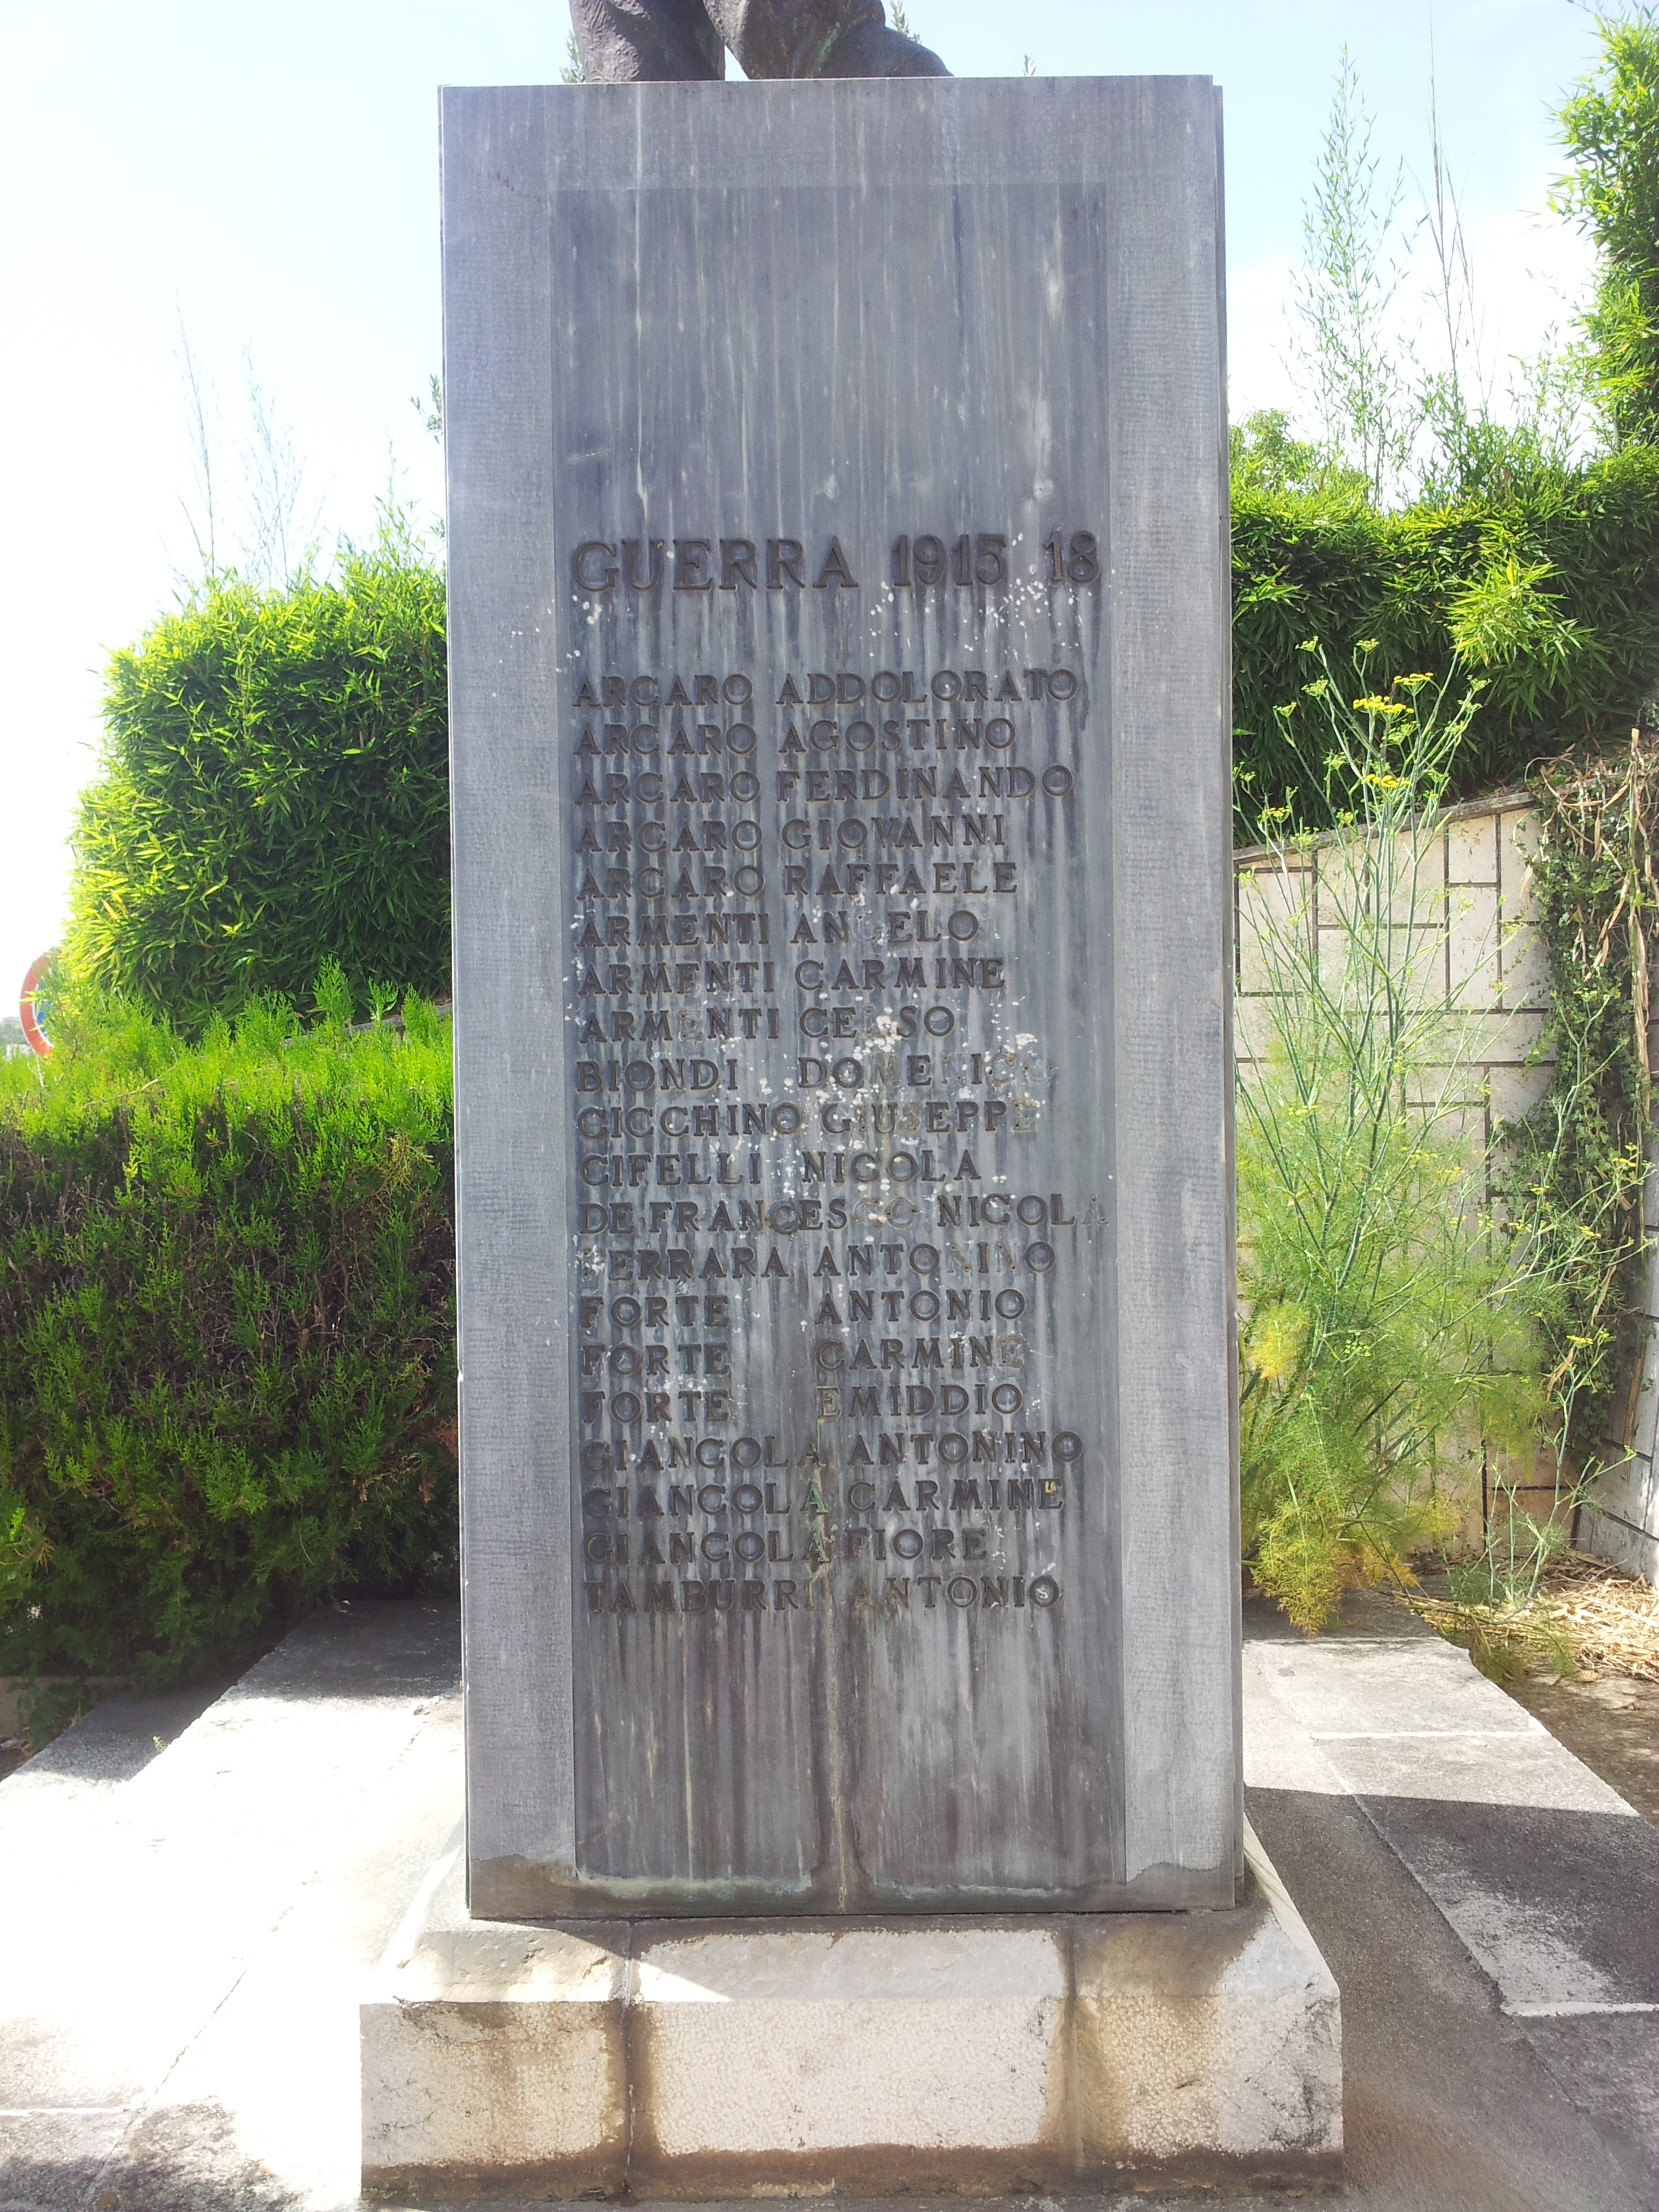 GUERRA 1915 18
ARCARO ADDOLORATO
ARCARO AGOSTINO
ARCARO FERDINANDO
ARCARO GIOVANNI
ARCARO RAFFAELE
ARMENTI ANGELO
ARMENTI CARMINE
ARMENTI CELSO
BIONDI DOMENICO
CICCHINO GIUSEPPE
CIFELLI NICOLA
DE FRANCESCO NICOLA
FERRARA ANTONINO
FORTE ANTONIO
FORTE CARMINE
FORTE EMIDDIO
GIANCOLA ANTONINO
GIANCOLA CARMINE
GIANCOLA FIORE
TAMBURRI ANTONIO